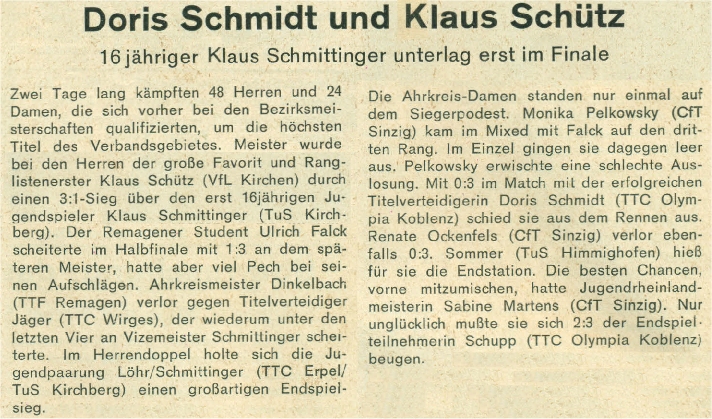 Doris Schmidt und Klaus Schütz
16jähriger Klaus Schmittinger unterlag erst im Finale
Zwei Tage lang kämpften 48 Herren und 24
Damen, die sich vorher bei den Bezirksmei-
sterschaften qualifizierten, um die höchsten
Titel des Verbandsgebietes. Meister wurde
bei den Herren der große Favorit und Rang-
listenerster Klaus Schütz (VfL Kirchen) durch
einen 3:1-Sieg über den erst 16jährigen Ju-
gendspieler Klaus Schmittinger (TuS Kirch-
berg). Der Remagener Student Ulrich Falck
scheiterte im Halbfinale mit 1:3 an dem spä-
teren Meister, hatte aber viel Pech bei sei-
nen Aufschlägen. Ahrkreismeister Dinkelbach
(TTF Remagen) verlor gegen Titelverteidiger
Jäger (TTC Wirges), der wiederum unter den
letzten Vier an Vizemeister Schmittinger schei-
terte. Im Herrendoppel holte sich die Ju-
gendpaarung Löhr/Schmittinger (TTC Erpel/
TuS Kirchberg) einen großartigen Endspiel-
sieg.
Die Ahrkreis-Damen standen nur einmal auf
dem Siegerpodest. Monika Pelkowsky (CfT
Sinzig) kam im Mixed mit Falck auf den drit-
ten Rang. Im Einzel gingen sie dagegen leer
aus. Pelkowsky erwischte eine schlechte Aus-
losung. Mit 0:3 im Match mit der erfolgreichen
Titelverteidigerin Doris Schmidt (TTC Olym-
pia Koblenz) schied sie aus dem Rennen aus.
Renate Ockenfels (CfT Sinzig) verlor eben-
falls 0:3. Sommer (TuS Himmighofen) hieß
für sie die Endstation. Die besten Chancen,
vorne mitzumischen, hatte Jugendrheinland-
meisterin Sabine Martens (CfT Sinzig). Nur
unglücklich mußte sie sich 2:3 der Endspiel-
teilnehmerin Schupp (TTC Olympia Koblenz)
beugen.